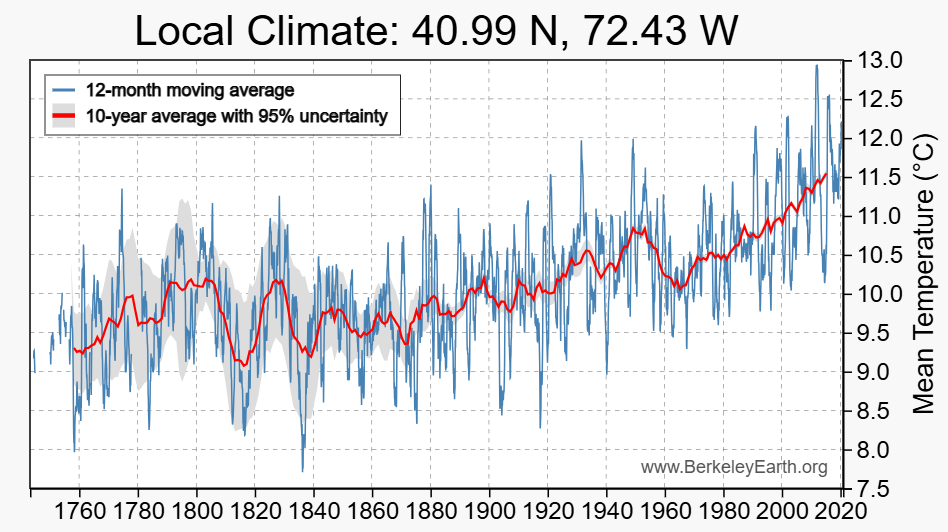 Local Climate: 40.99 N, 72.43 W
12-month moving average
10-year average with 95% uncertainty
13.0
12.5
12.0
11.5
11.0
10.5
10.0
9.5
9.0
8.5
8.0
7.5
Mean Temperature (°C)
www.BerkeleyEarth.org
1760 1780 1800 1820 1840 1860 1880 1900 1920 1940 1960 1980 2000 2020